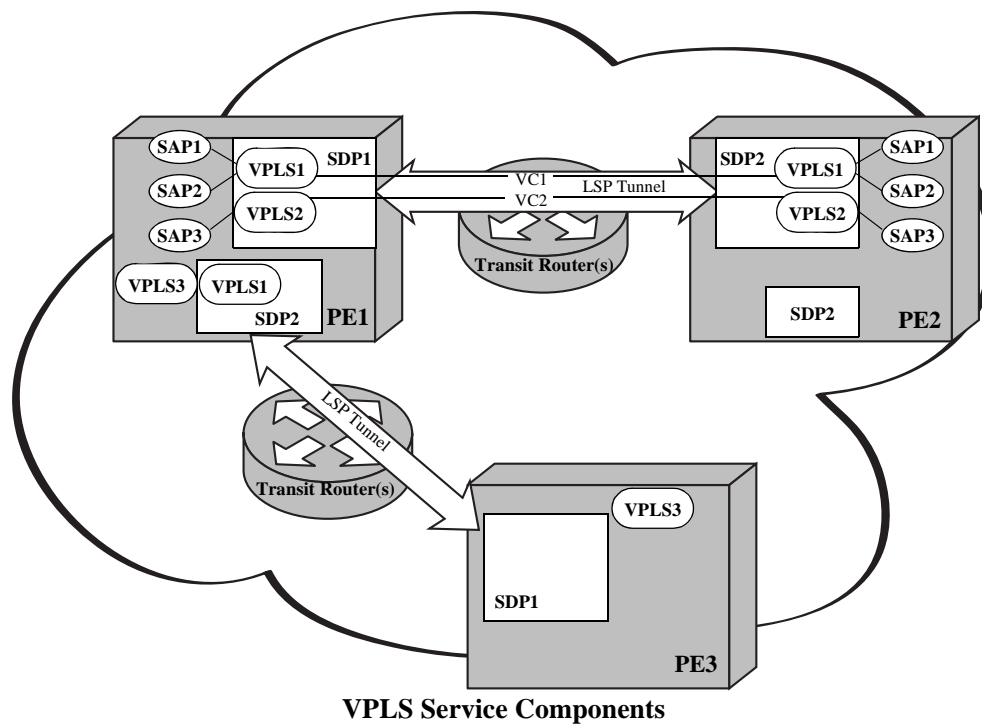 SAP1
SDP1
VPLS1
SAP2
VPLS2
SAP3
VPLS3
VPLS1
SDP2
PE1
VC1
LSP Tunnel
VC2
Transit Router(s)
SDP2
VPLS1
SAP1
SAP2
VPLS2
SAP3
SDP2
PE2
LSP Tunnel
Transit Router(s)
VPLS3
SDP1
PE3
VPLS Service Components